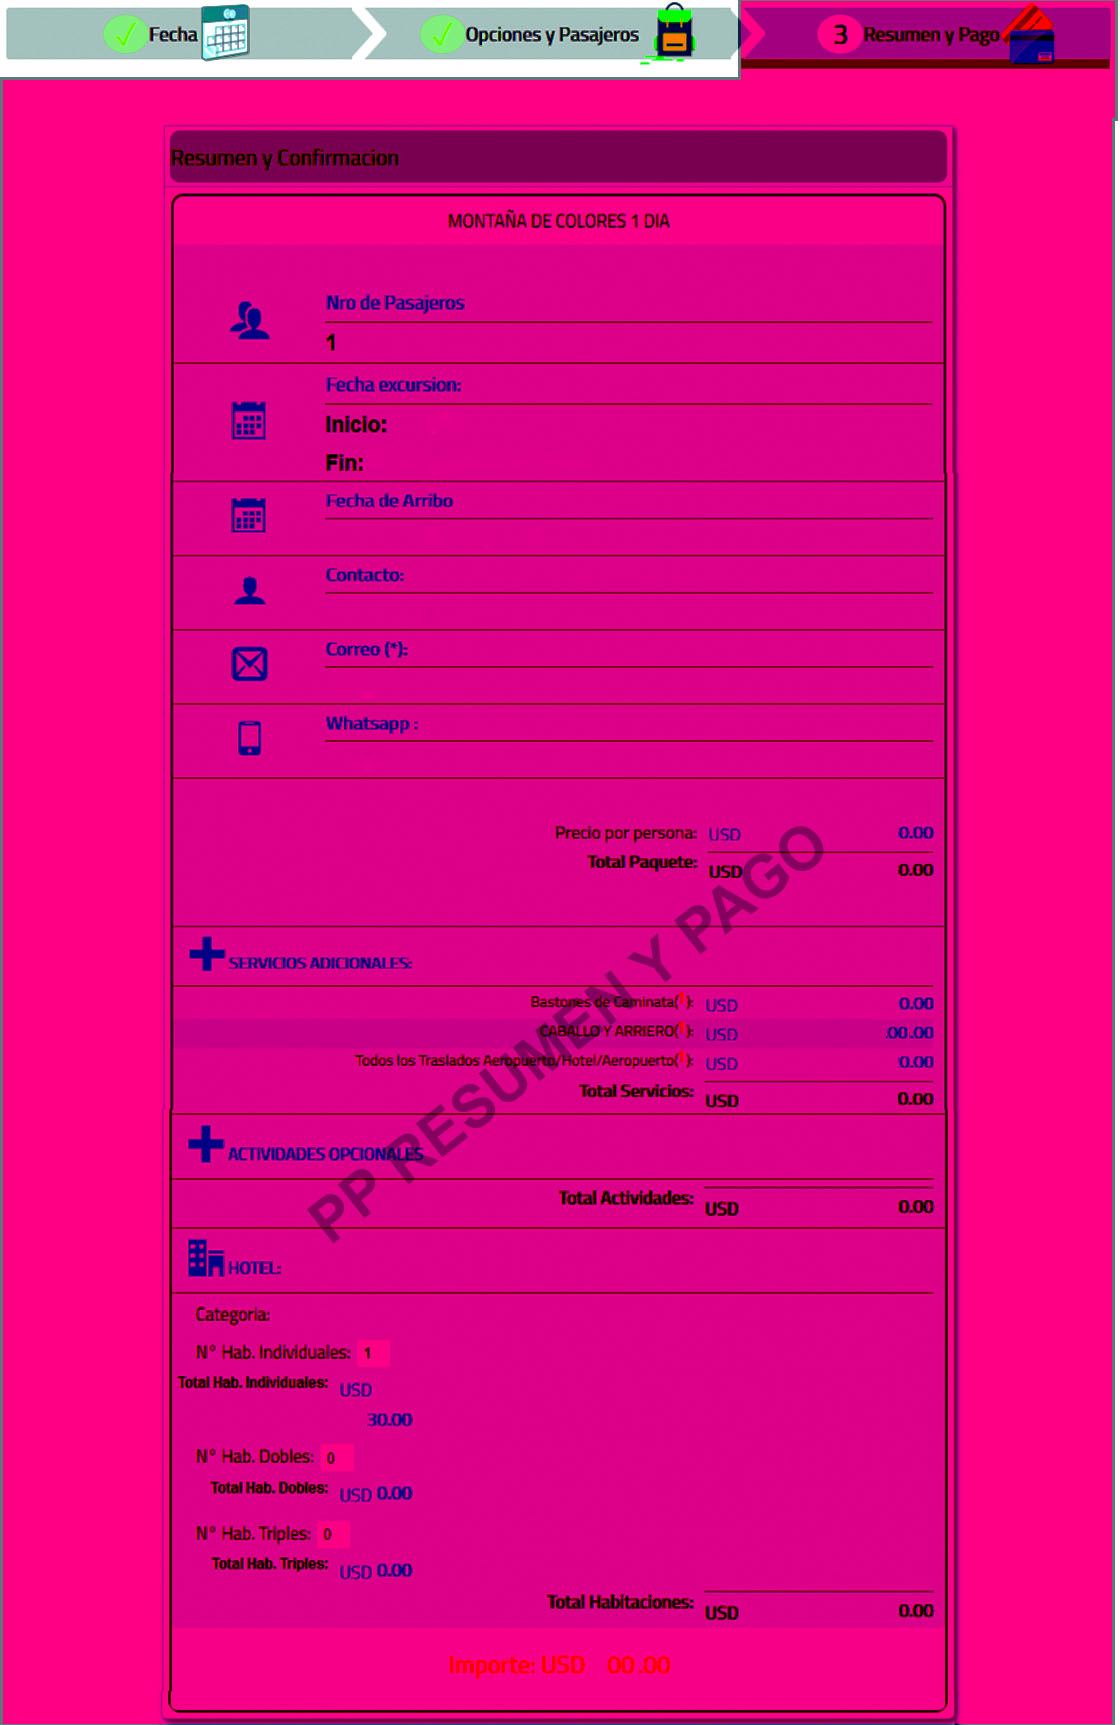 Fecha
Opciones y Pasajeros
3 Resumen y Pago
Resumen y Confirmacion
MONTAÑA DE COLORES 1 DIA
Nro de Pasajeros
1
Fecha excursion:
Inicio:
Fin:
Fecha de Arribo
Contacto:
Correo (*):
Whatsapp :
Precio por persona: USD 0.00
Total Paquete: USD 0.00
SERVICIOS ADICIONALES:
Bastones de Caminata(1): USD 0.00
CABALLO Y ARRIERO(1): USD 00.00
Todos los Traslados Aeropuerto/Hotel/Aeropuerto(1): USD 0.00
Total Servicios: USD 0.00
ACTIVIDADES OPCIONALES
Total Actividades: USD 0.00
HOTEL:
Categoria:
N° Hab. Individuales: 1
Total Hab. Individuales: USD
30.00
N° Hab. Dobles: 0
Total Hab. Dobles: USD 0.00
N° Hab. Triples: 0
Total Hab. Triples: USD 0.00
Total Habitaciones: USD 0.00
Importe: USD 00.00
PP RESUMEN Y PAGO